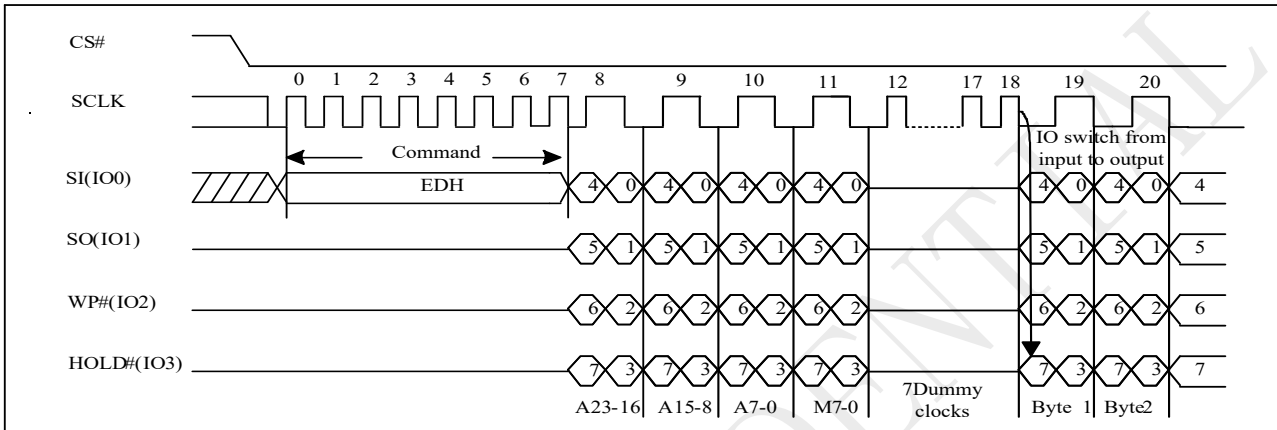 CS#
0 1 2 3 4 5 6 7 8 9 10 11 12 17 18 19 20
SCLK
Command
IO switch from
input to output
SI(IO0)
EDH
4 0 4 0 4 0 4 0 4 0 4 0 4
SO(IO1)
5 1 5 1 5 1 5 1 5 1 5 1 5
WP#(IO2)
6 2 6 2 6 2 6 2 6 2 6 2 6
HOLD#(IO3)
7 3 7 3 7 3 7 3 7 3 7 3 7
A23-16 A15-8 A7-0 M7-0
7Dummy
clocks
Byte 1 Byte2
ENTIAL